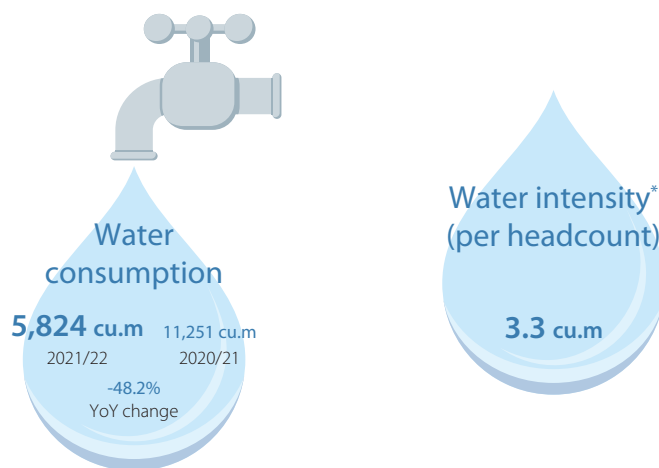 Water
consumption
5,824 cu.m 11,251 cu.m
2021/22 2020/21
-48.2%
YoY change
Water intensity*
(per headcount)
3.3 cu.m